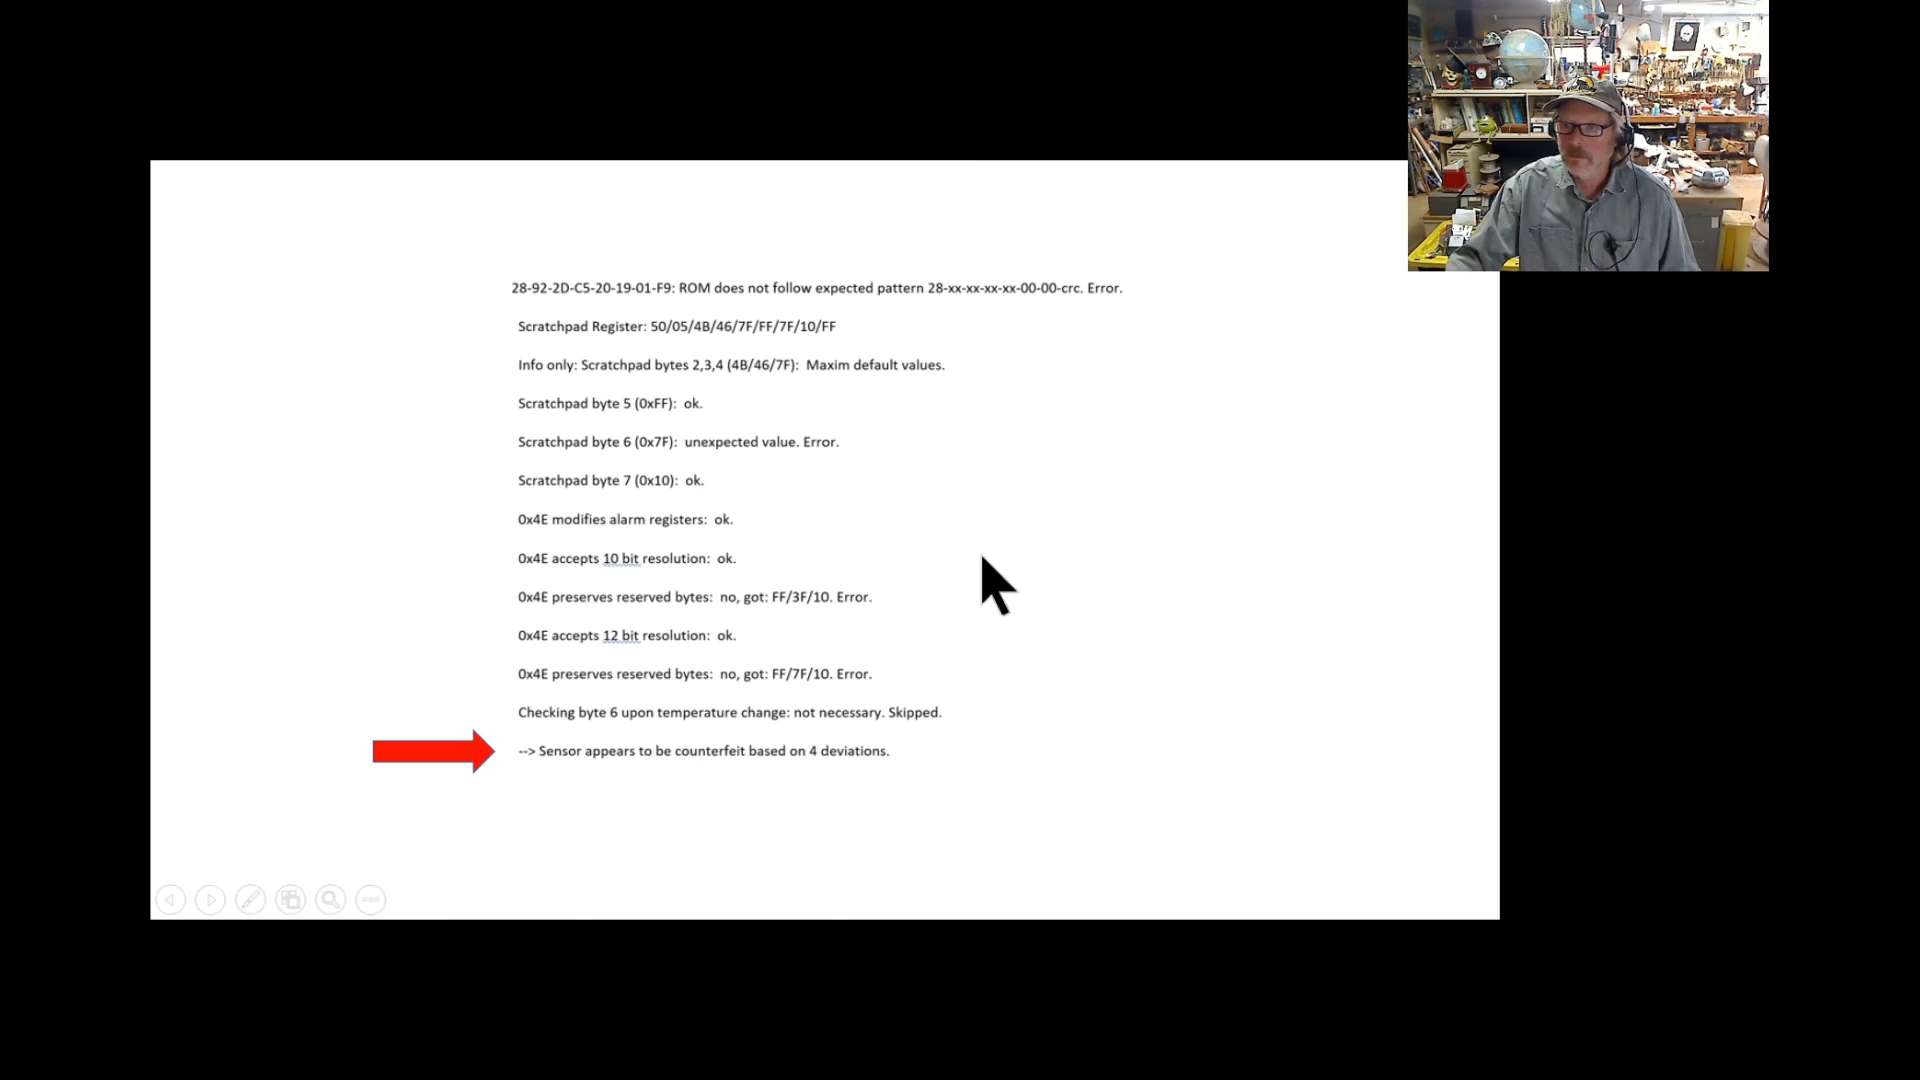 28-92-2D-C5-20-19-01-F9: ROM does not follow expected pattern 28-xx-xx-xx-xx-00-00-crc. Error.
Scratchpad Register: 50/05/4B/46/7F/FF/7F/10/FF
Info only: Scratchpad bytes 2,3,4 (4B/46/7F): Maxim default values.
Scratchpad byte 5 (0xFF): ok.
Scratchpad byte 6 (0x7F): unexpected value. Error.
Scratchpad byte 7 (0x10): ok.
0x4E modifies alarm registers: ok.
0x4E accepts 10 bit resolution: ok.
0x4E preserves reserved bytes: no, got: FF/3F/10. Error.
0x4E accepts 12 bit resolution: ok.
0x4E preserves reserved bytes: no, got: FF/7F/10. Error.
Checking byte 6 upon temperature change: not necessary. Skipped.
--> Sensor appears to be counterfeit based on 4 deviations.